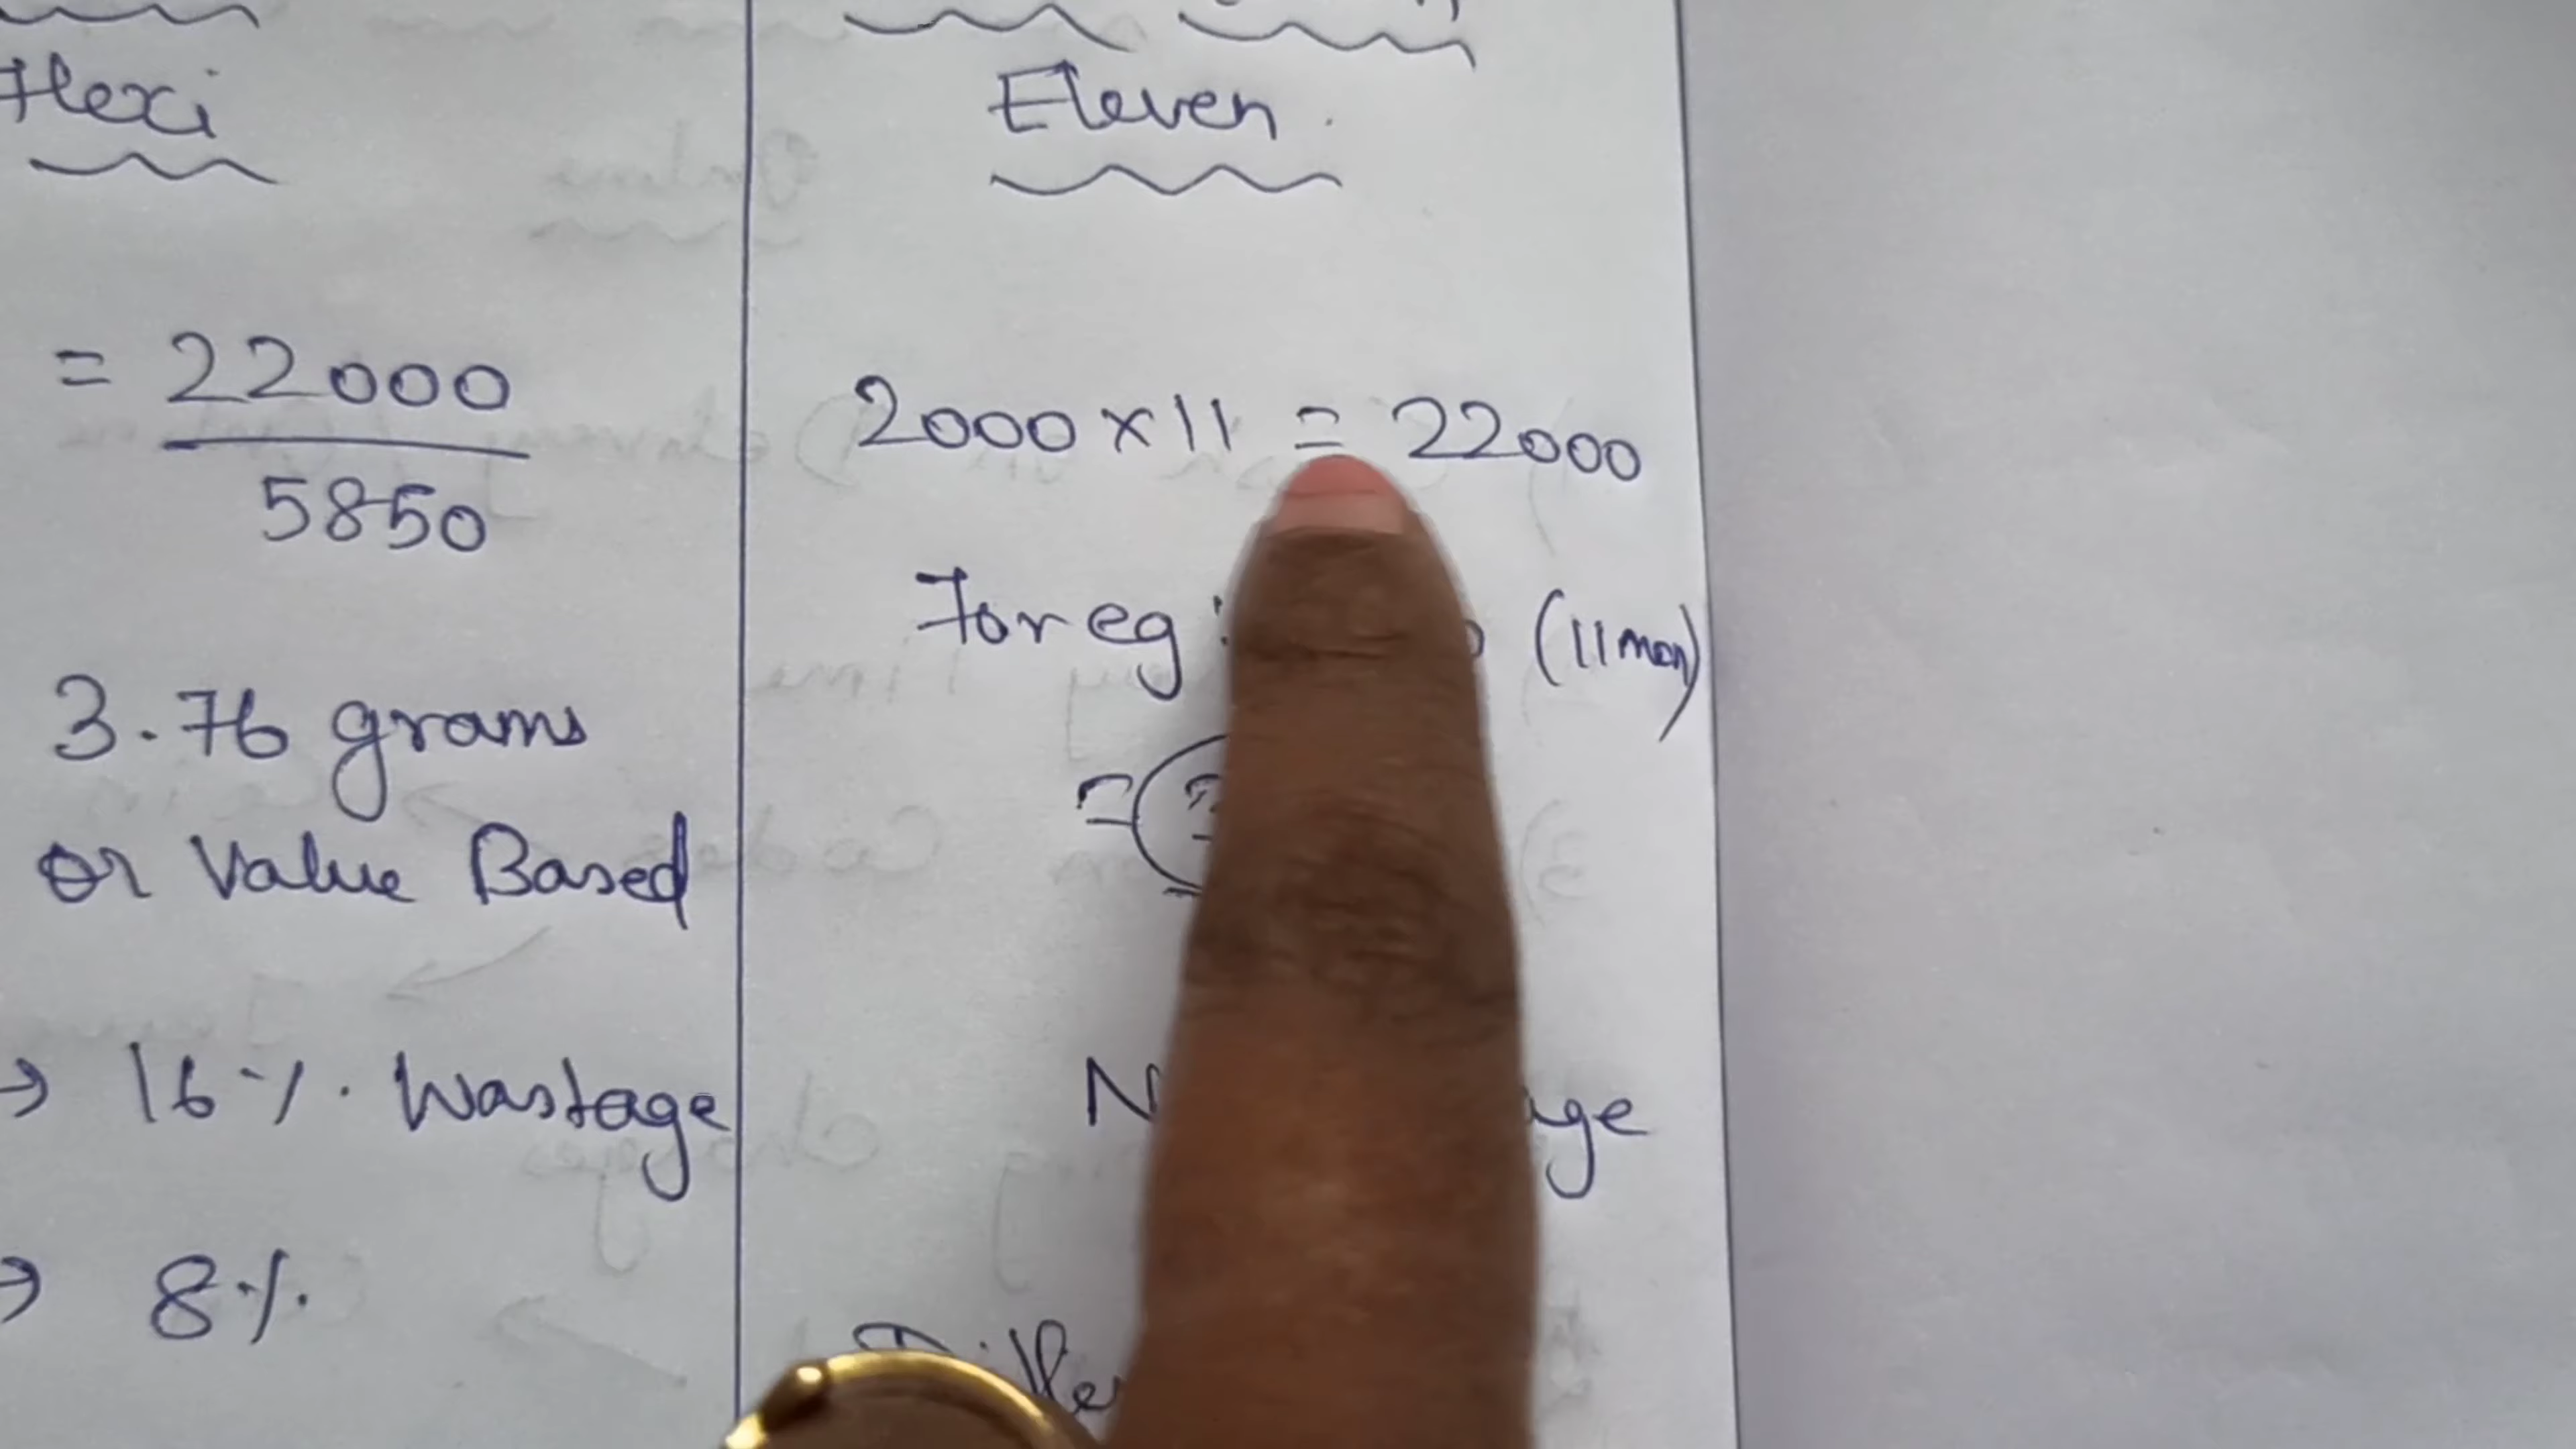 Flexi
= 22000
5850
3.76 grams
or Value Based
→ 16%. Wastage
→ 8%.
Eleven.
2000 x 11 = 22000
For eg: (11 mon)
=